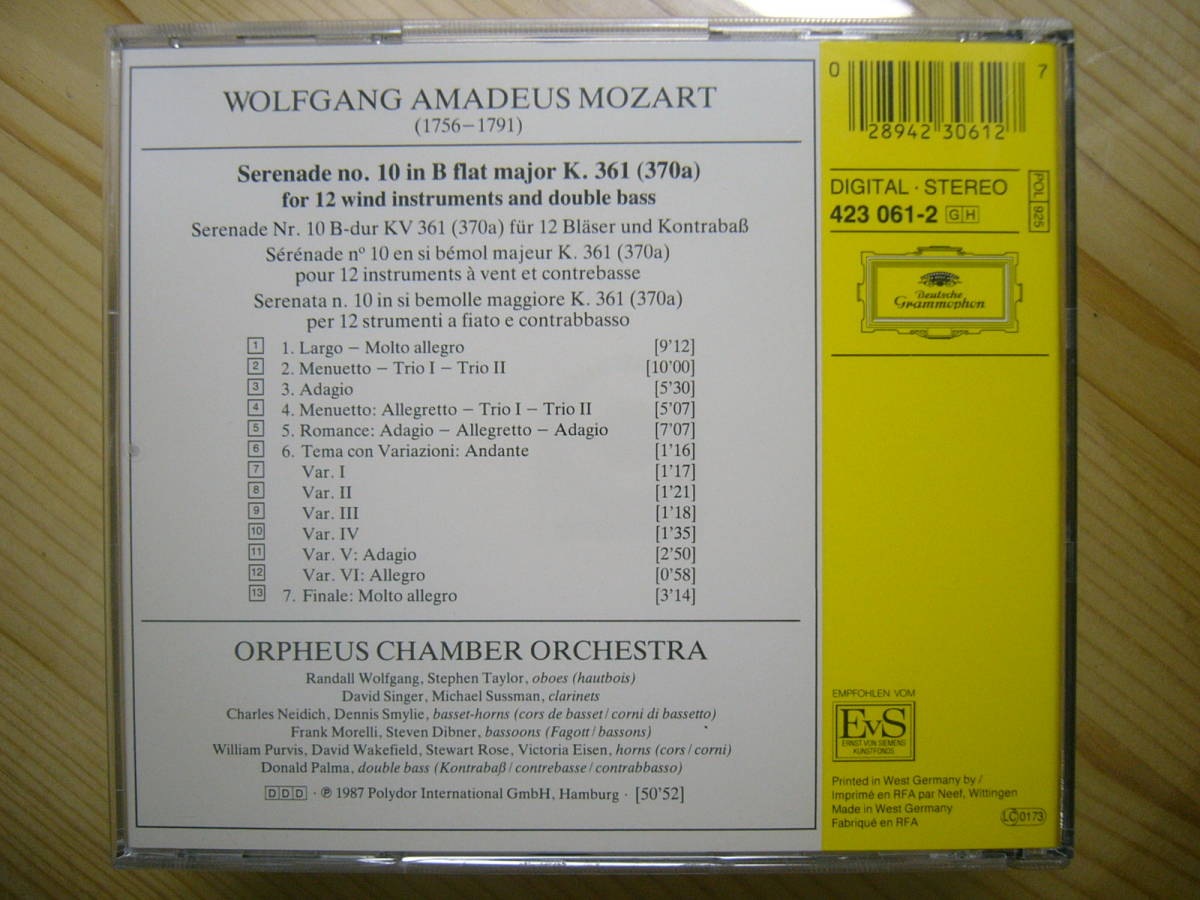 WOLFGANG AMADEUS MOZART
(1756–1791)
Serenade no. 10 in B flat major K. 361 (370a)
for 12 wind instruments and double bass
Serenade Nr. 10 B-dur KV 361 (370a) für 12 Bläser und Kontrabaß
Sérénade nº 10 en si bémol majeur K. 361 (370a)
pour 12 instruments à vent et contrebasse
Serenata n. 10 in si bemolle maggiore K. 361 (370a)
per 12 strumenti a fiato e contrabbasso
1 1. Largo – Molto allegro [9'12]
2 2. Menuetto – Trio I – Trio II [10'00]
3 3. Adagio [5'30]
4 4. Menuetto: Allegretto – Trio I – Trio II [5'07]
5 5. Romance: Adagio – Allegretto – Adagio [7'07]
6 6. Tema con Variazioni: Andante [1'16]
7 Var. I [1'17]
8 Var. II [1'21]
9 Var. III [1'18]
10 Var. IV [1'35]
11 Var. V: Adagio [2'50]
12 Var. VI: Allegro [0'58]
13 7. Finale: Molto allegro [3'14]
ORPHEUS CHAMBER ORCHESTRA
Randall Wolfgang, Stephen Taylor, oboes (hautbois)
David Singer, Michael Sussman, clarinets
Charles Neidich, Dennis Smylie, basset-horns (cors de basset / corni di bassetto)
Frank Morelli, Steven Dibner, bassoons (Fagott / bassons)
William Purvis, David Wakefield, Stewart Rose, Victoria Eisen, horns (cors / corni)
Donald Palma, double bass (Kontrabaß / contrebasse / contrabbasso)
DDD · ℗ 1987 Polydor International GmbH, Hamburg · [50'52]
0 28942 30612 7
DIGITAL · STEREO
423 061-2 GH
POL 925
Deutsche
Grammophon
EMPFOHLEN VOM
EvS
ERNST VON SIEMENS
KUNSTFONDS
Printed in West Germany by /
Imprimé en RFA par Neef, Wittingen
Made in West Germany
Fabriqué en RFA
LC 0173